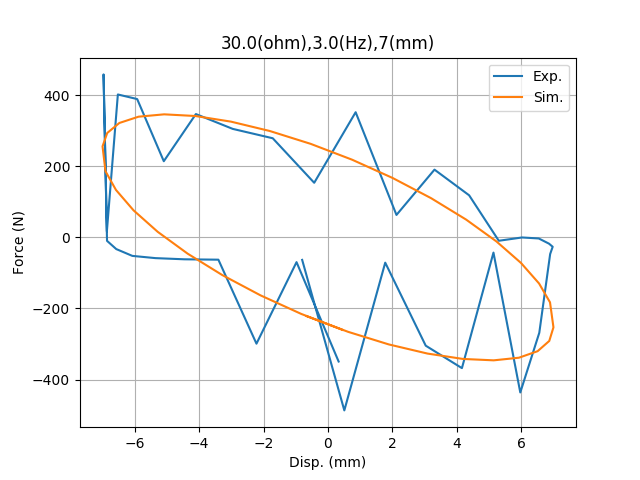 30.0(ohm),3.0(Hz),7(mm)
Exp.
Sim.
400
200
0
−200
−400
Force (N)
−6 −4 −2 0 2 4 6
Disp. (mm)